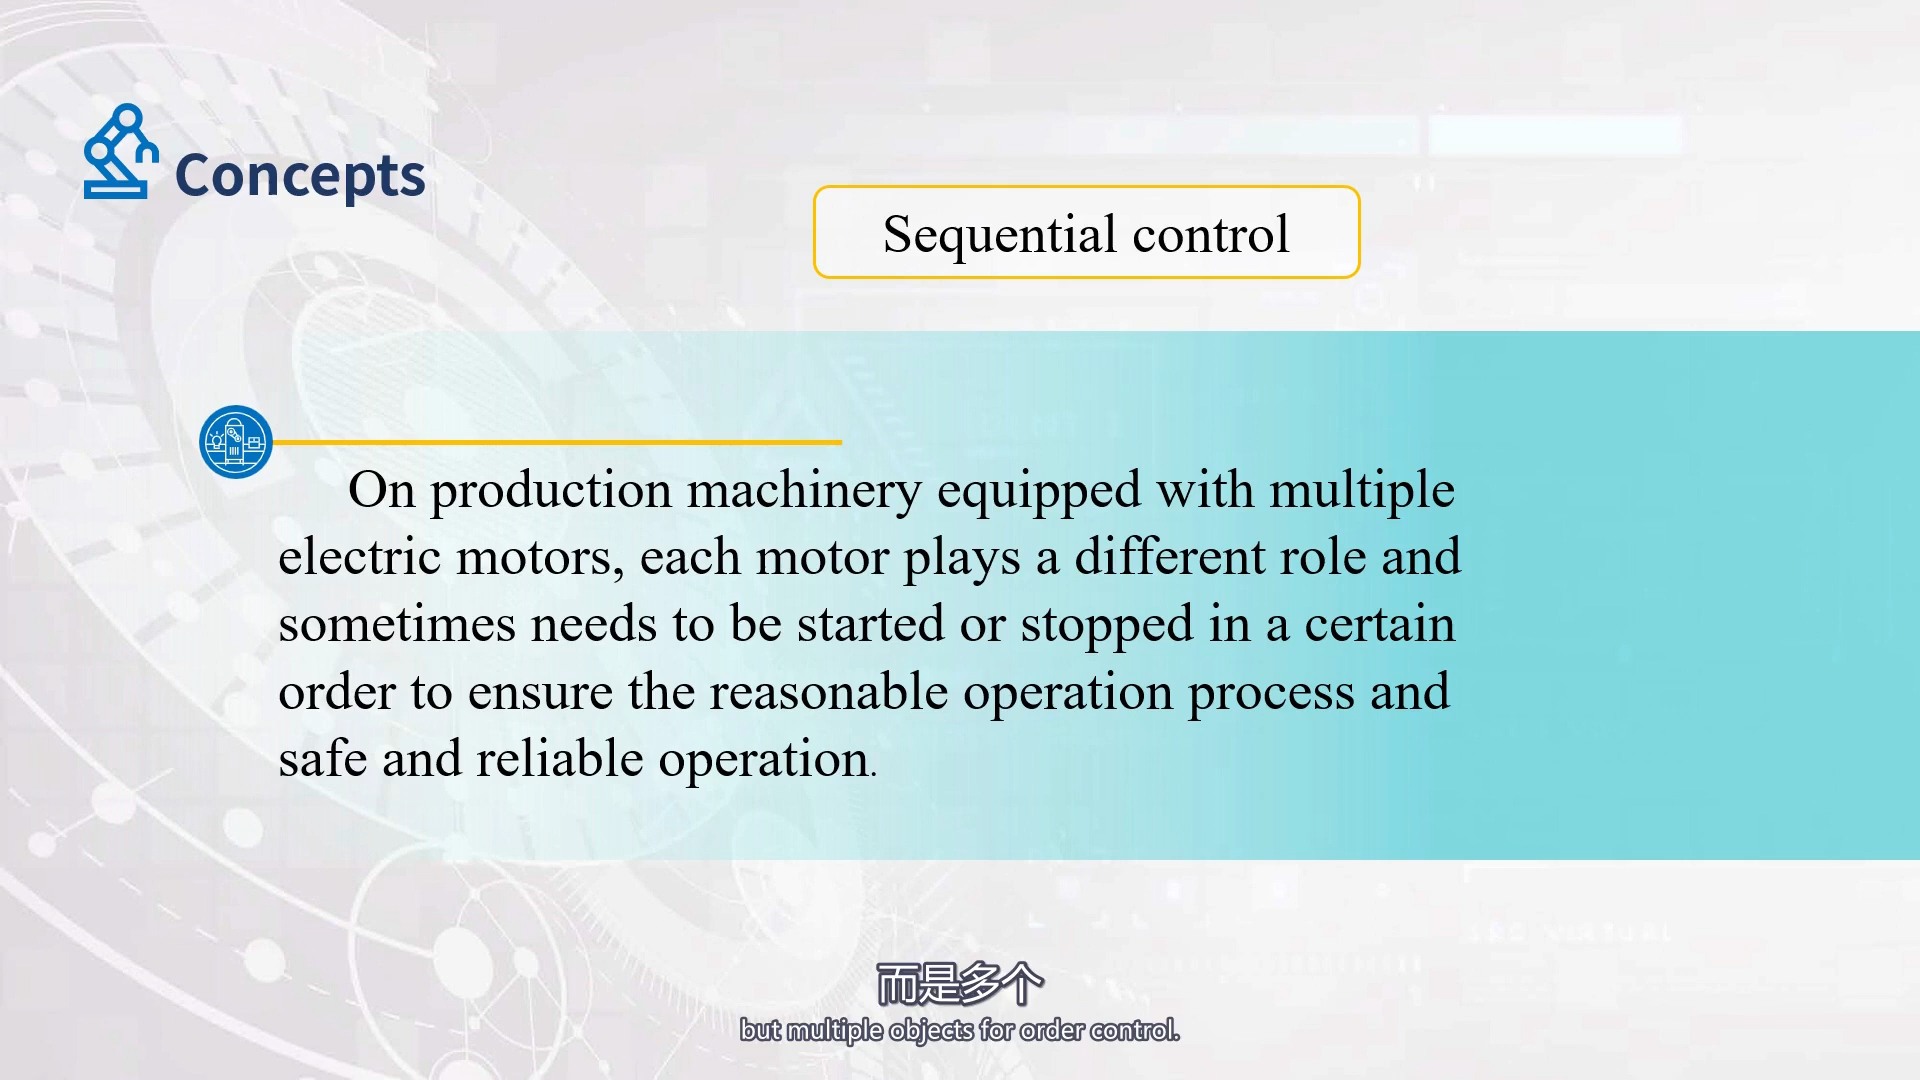 Concepts
Sequential control
On production machinery equipped with multiple
electric motors, each motor plays a different role and
sometimes needs to be started or stopped in a certain
order to ensure the reasonable operation process and
safe and reliable operation.
而是多个
but multiple objects for order control.